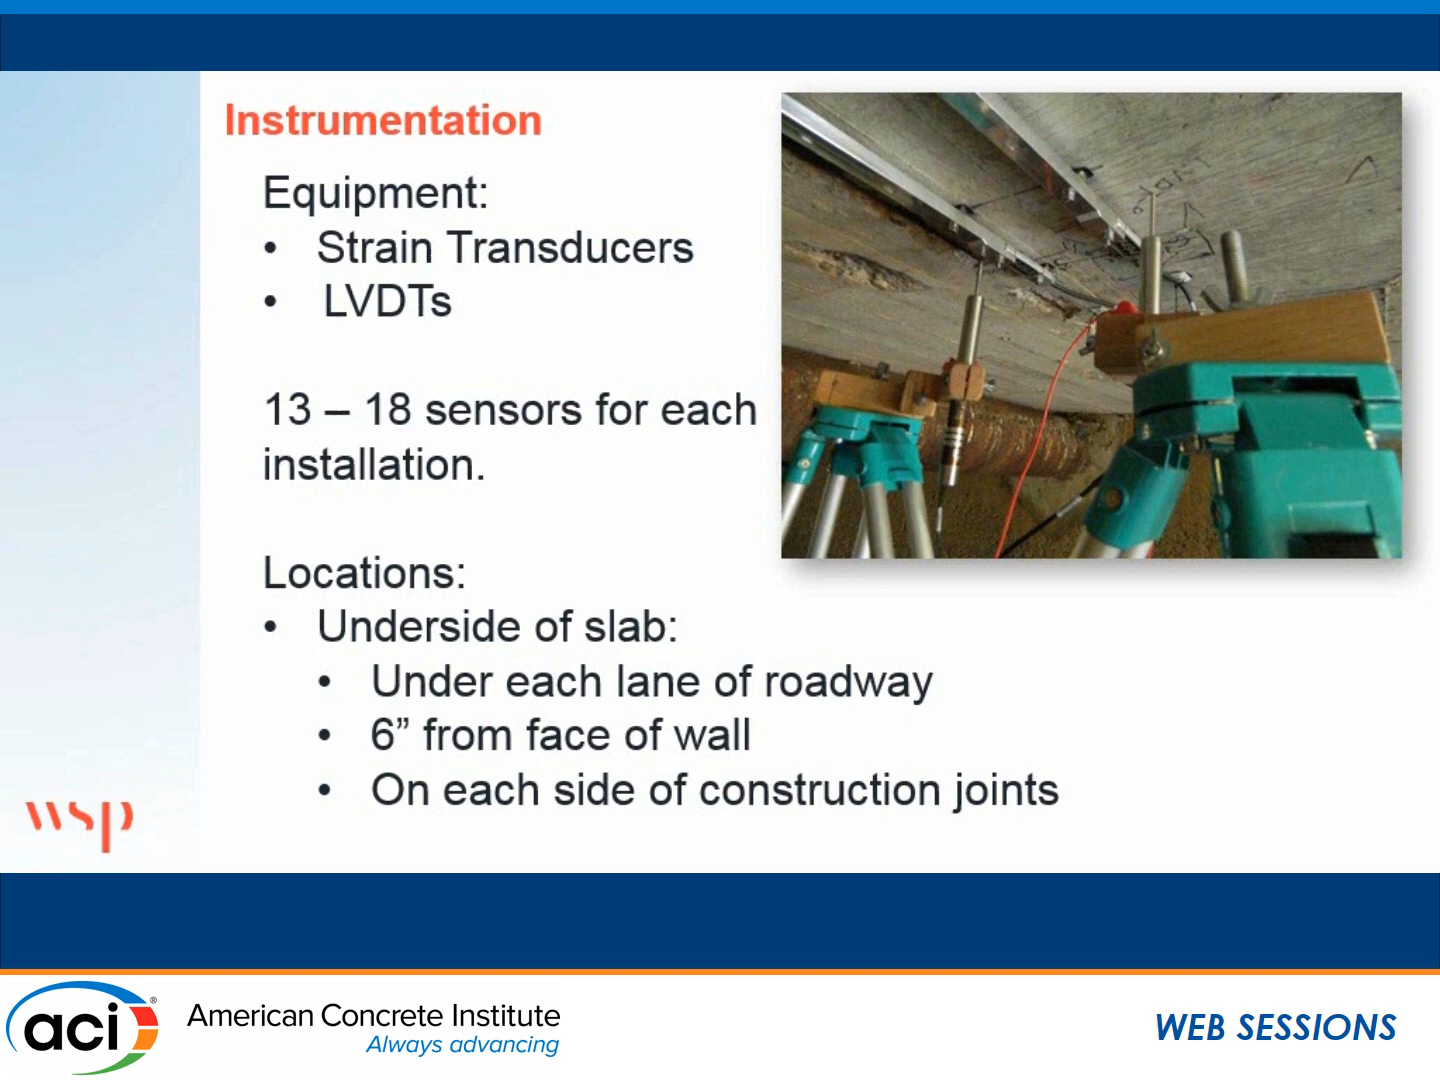 Instrumentation
Equipment:
• Strain Transducers
• LVDTs
13 – 18 sensors for each
installation.
Locations:
• Underside of slab:
• Under each lane of roadway
• 6” from face of wall
• On each side of construction joints
wsp
aci®
American Concrete Institute
Always advancing
WEB SESSIONS